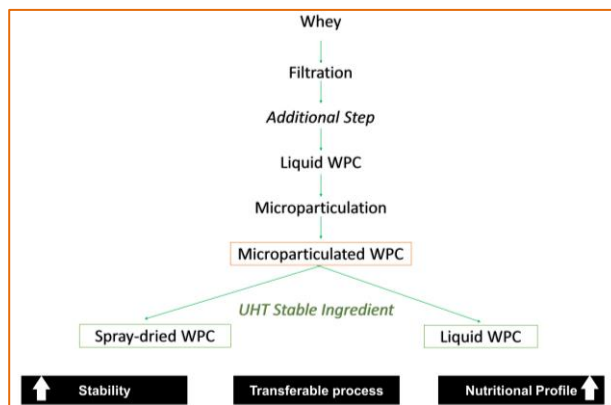 Whey
Filtration
Additional Step
Liquid WPC
Microparticulation
Microparticulated WPC
UHT Stable Ingredient
Spray-dried WPC
Liquid WPC
Stability
Transferable process
Nutritional Profile